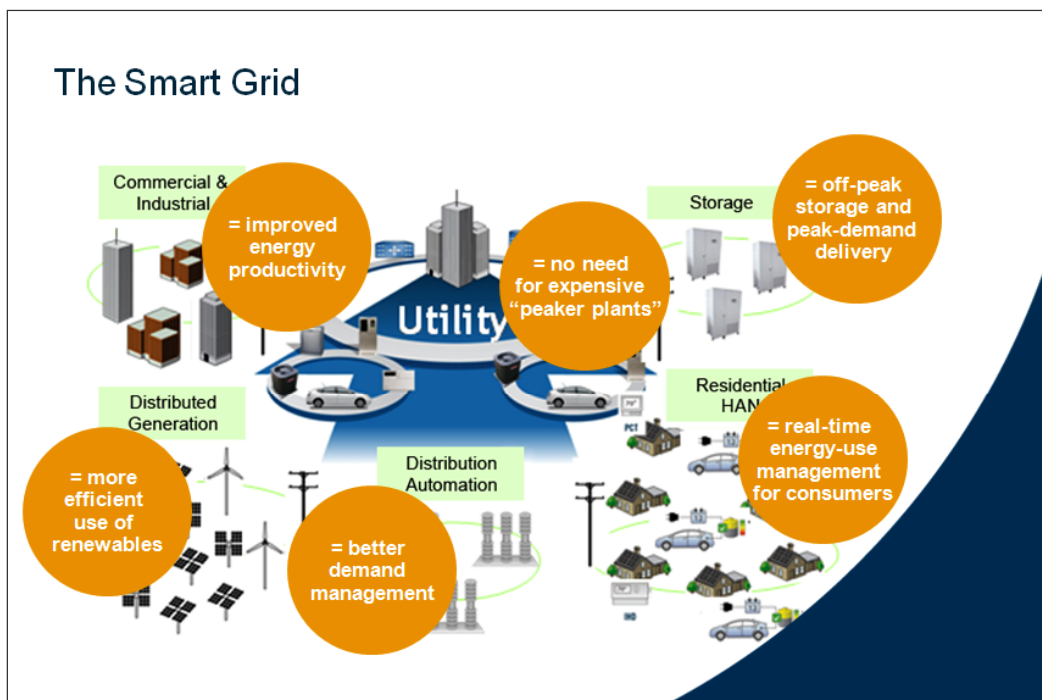 The Smart Grid
Commercial &
Industrial
= improved
energy
productivity
Utility
= no need
for expensive
“peaker plants”
Storage
= off-peak
storage and
peak-demand
delivery
Distributed
Generation
= more
efficient
use of
renewables
Distribution
Automation
= better
demand
management
Residential
HAN
= real-time
energy-use
management
for consumers
PCT
IHD